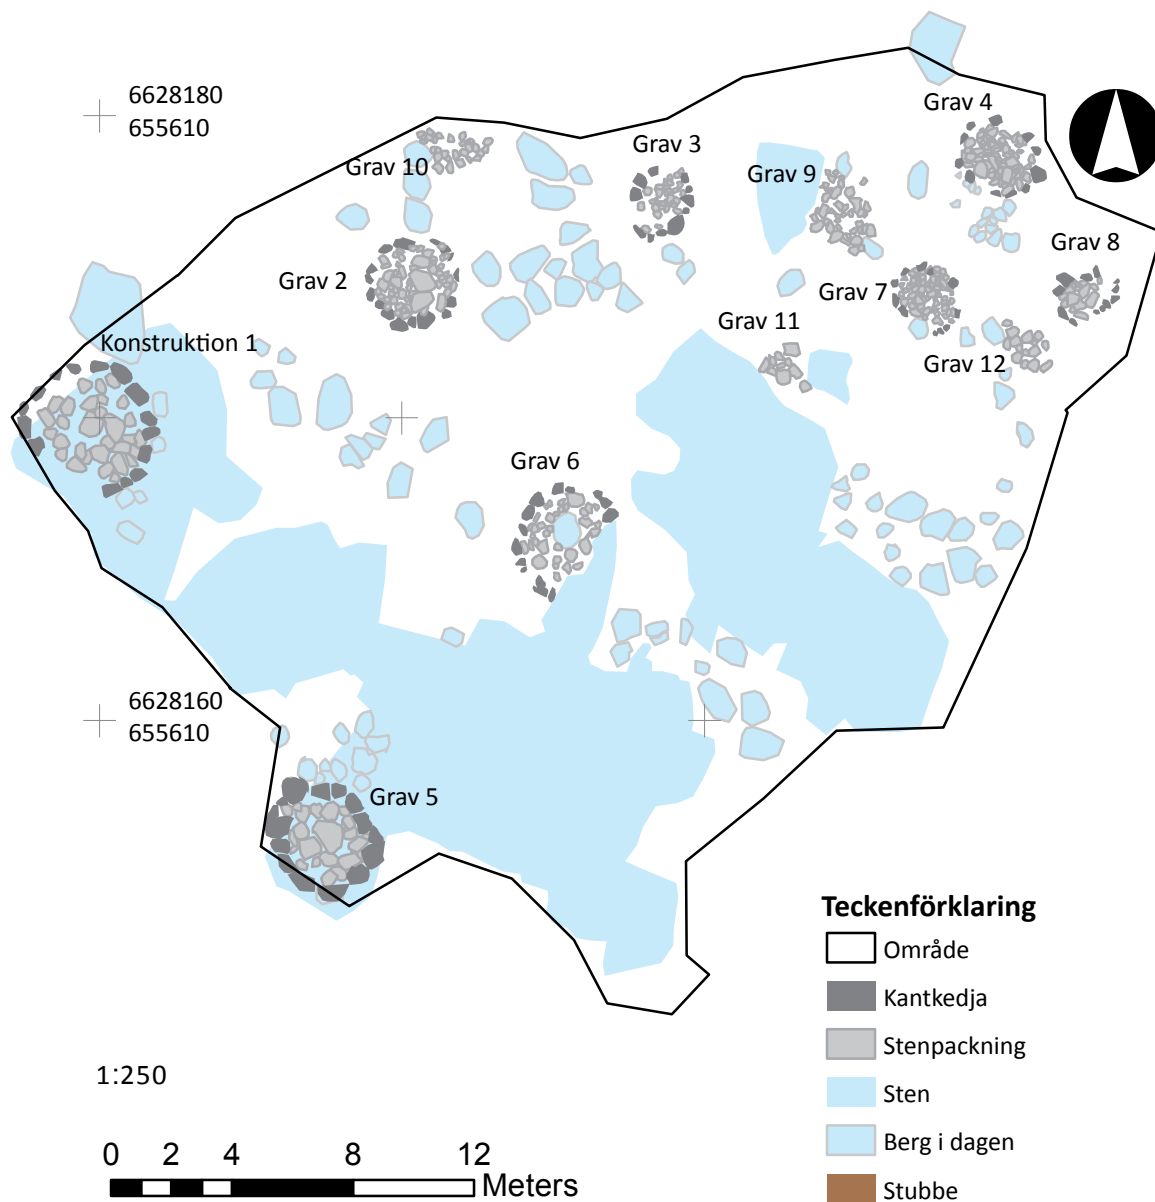 6628180
655610
Grav 4
Grav 3
Grav 10
Grav 9
Grav 8
Grav 2
Grav 7
Konstruktion 1
Grav 11
Grav 12
Grav 6
6628160
655610
Grav 5
Teckenförklaring
Område
Kantkedja
Stenpackning
Sten
Berg i dagen
Stubbe
1:250
0 2 4 8 12
Meters